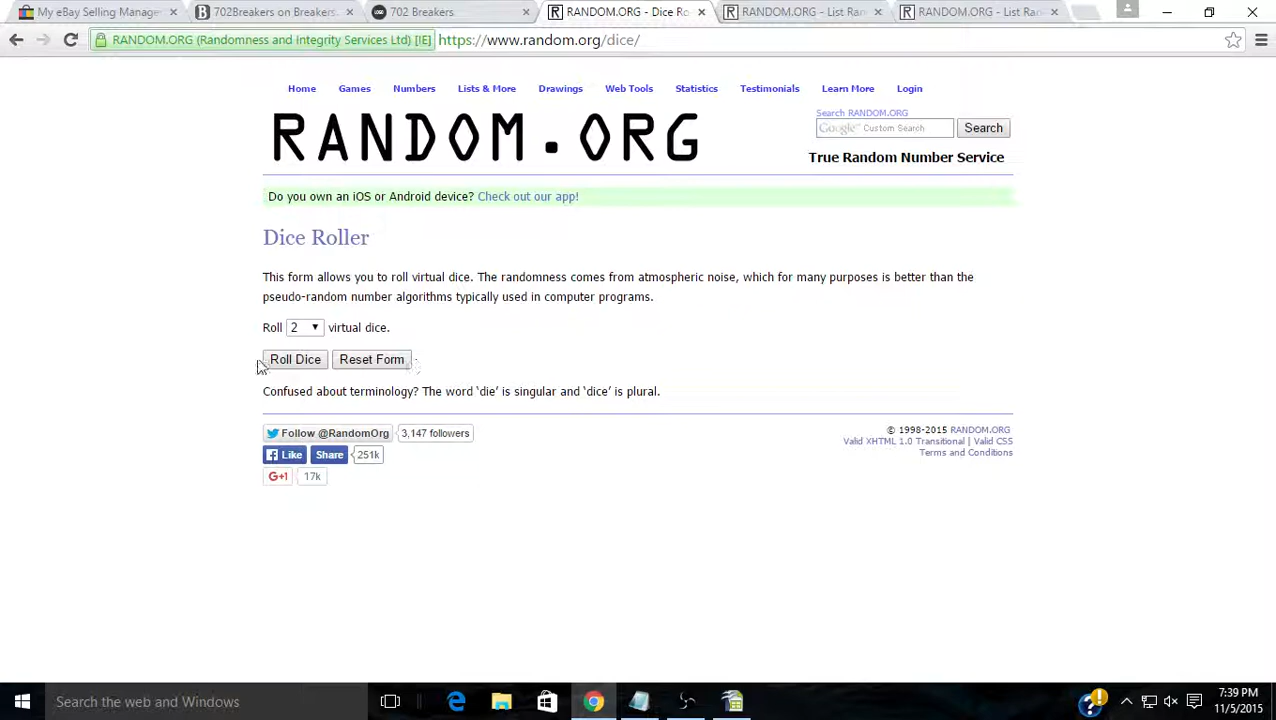 My eBay Selling Manage
702Breakers on Breakers.
702 Breakers
RANDOM.ORG - Dice Ro
RANDOM.ORG - List Ran
RANDOM.ORG - List Ran
RANDOM.ORG (Randomness and Integrity Services Ltd) [IE]
https://www.random.org/dice/
Home Games Numbers Lists & More Drawings Web Tools Statistics Testimonials Learn More Login
Search RANDOM.ORG
RANDOM.ORG
Google Custom Search
Search
True Random Number Service
Do you own an iOS or Android device? Check out our app!
Dice Roller
This form allows you to roll virtual dice. The randomness comes from atmospheric noise, which for many purposes is better than the
pseudo-random number algorithms typically used in computer programs.
Roll 2 virtual dice.
Roll Dice Reset Form
Confused about terminology? The word ‘die’ is singular and ‘dice’ is plural.
Follow @RandomOrg 3,147 followers
Like Share 251k
G+1 17k
© 1998-2015 RANDOM.ORG
Valid XHTML 1.0 Transitional | Valid CSS
Terms and Conditions
Search the web and Windows
7:39 PM
11/5/2015